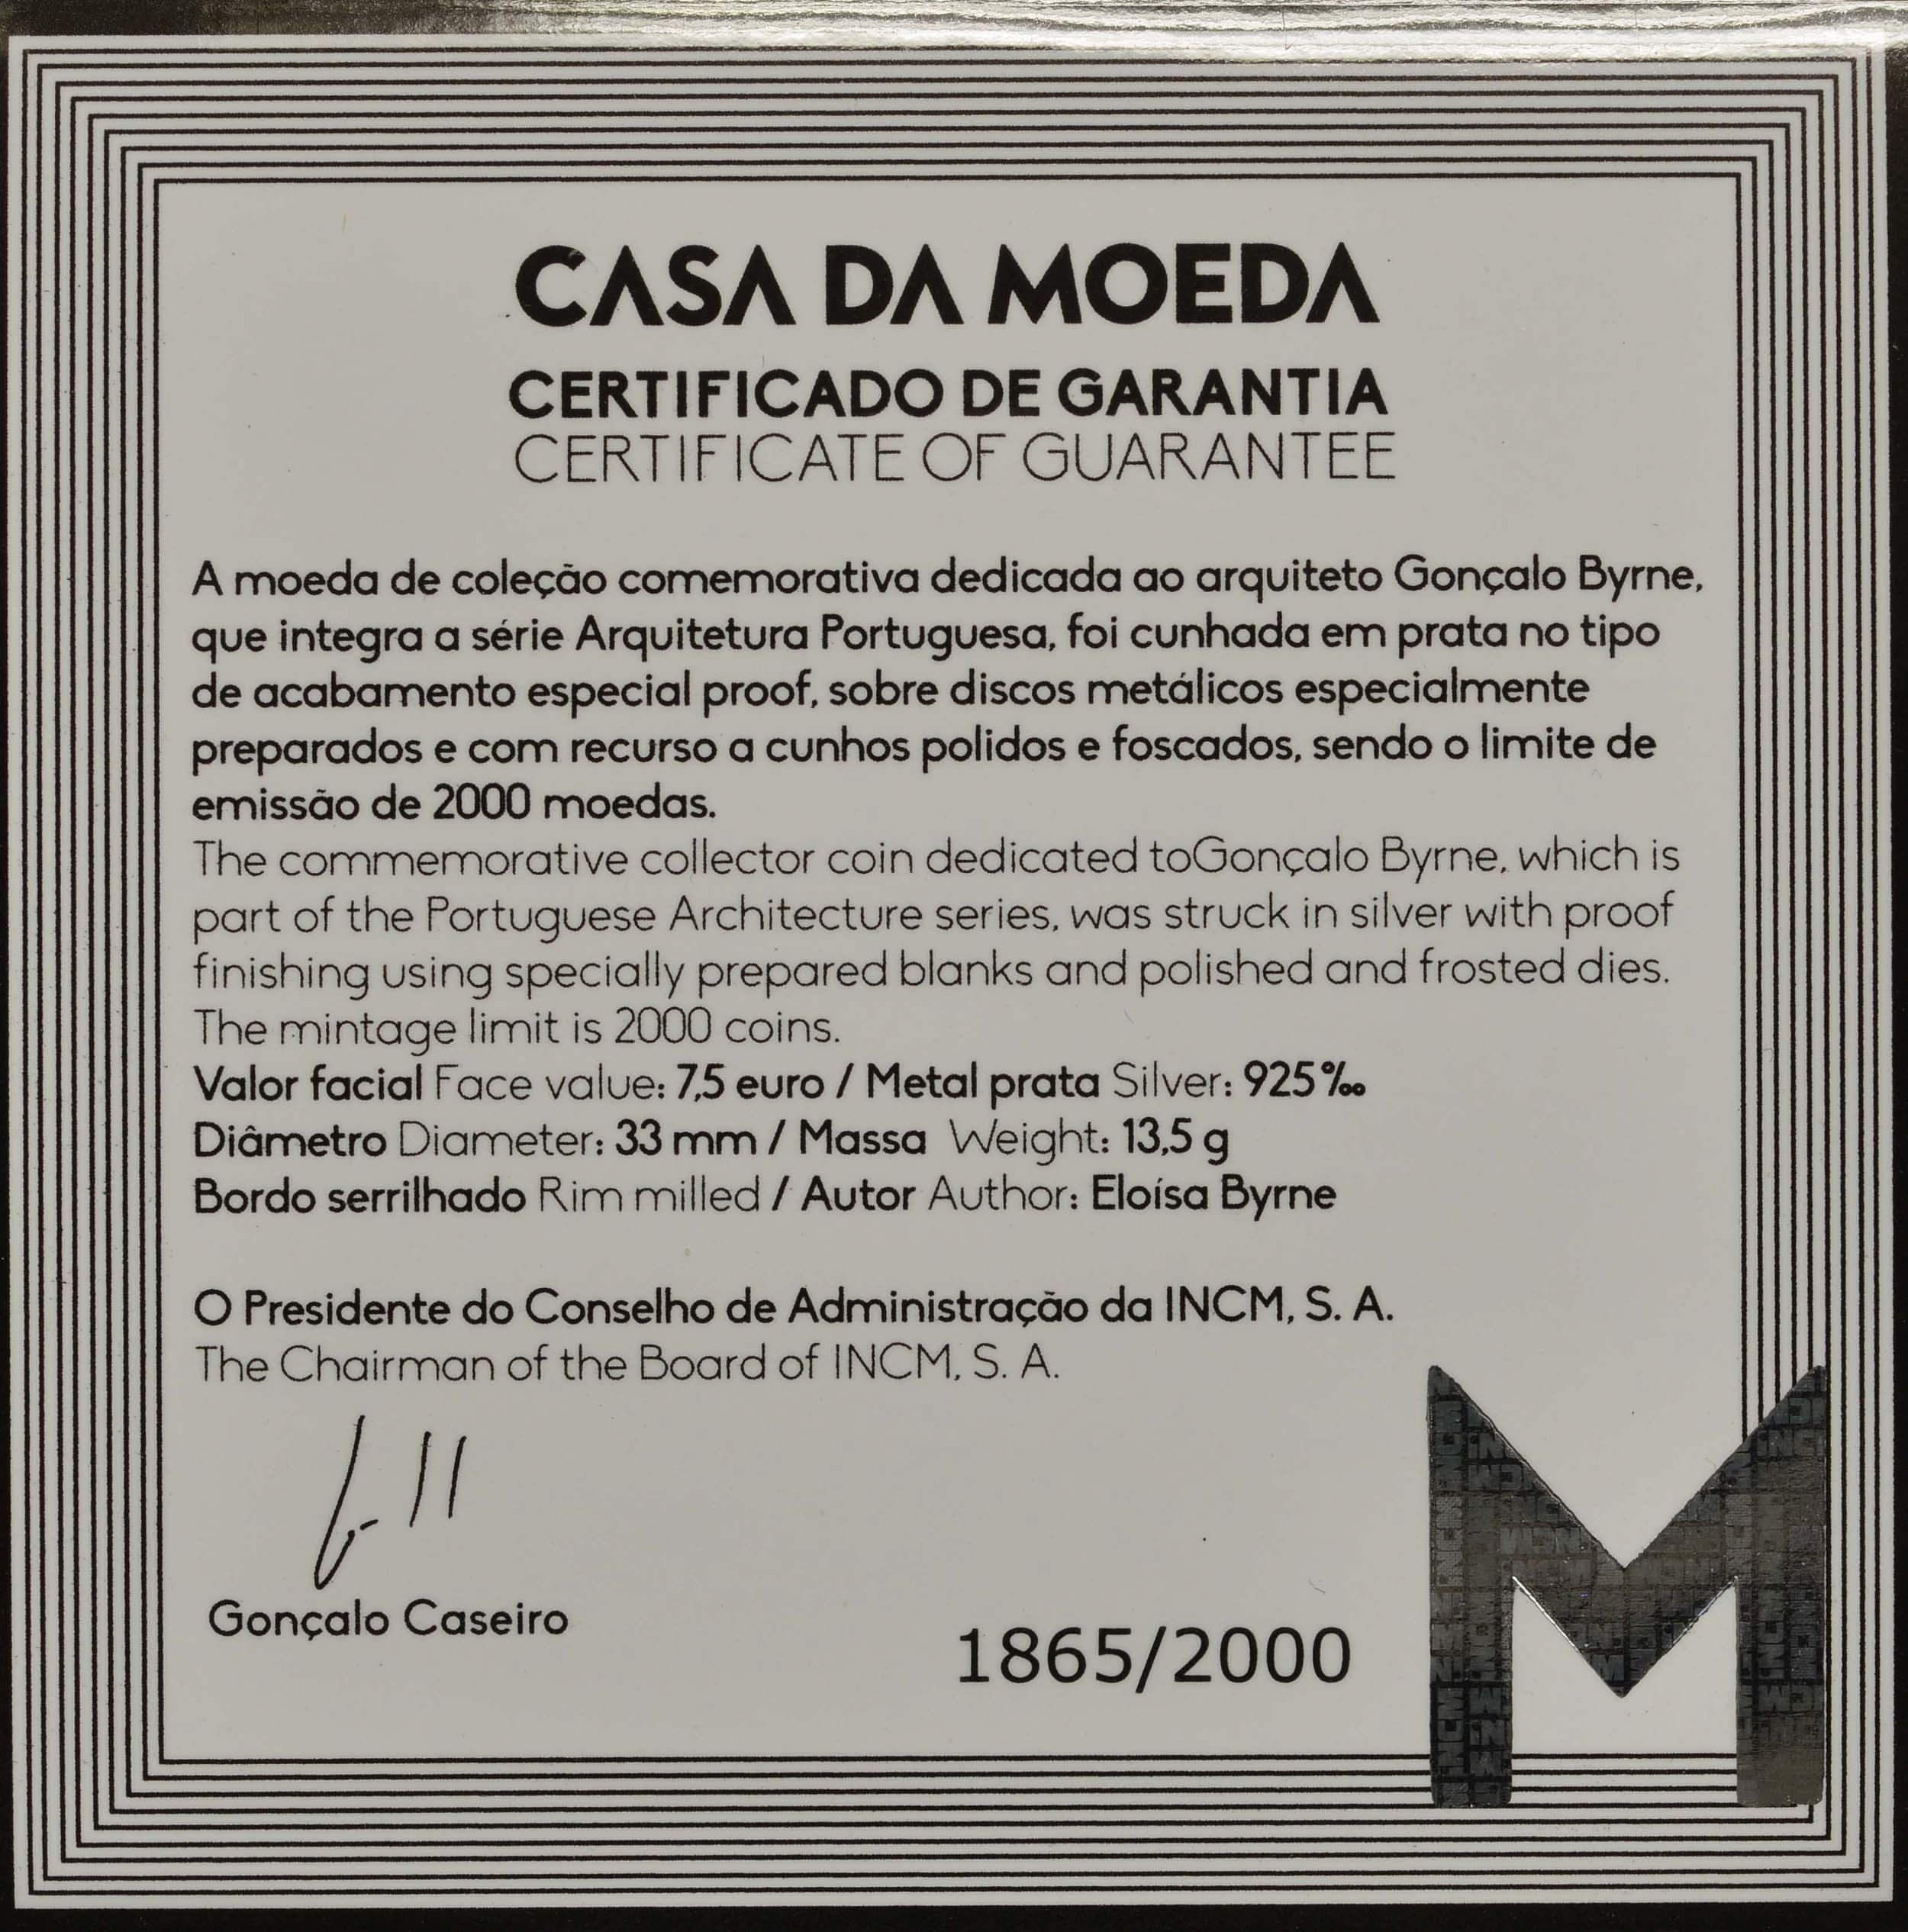 CASA DA MOEDA
CERTIFICADO DE GARANTIA
CERTIFICATE OF GUARANTEE
A moeda de coleção comemorativa dedicada ao arquiteto Gonçalo Byrne,
que integra a série Arquitetura Portuguesa, foi cunhada em prata no tipo
de acabamento especial proof, sobre discos metálicos especialmente
preparados e com recurso a cunhos polidos e foscados, sendo o limite de
emissão de 2000 moedas.
The commemorative collector coin dedicated toGonçalo Byrne, which is
part of the Portuguese Architecture series, was struck in silver with proof
finishing using specially prepared blanks and polished and frosted dies.
The mintage limit is 2000 coins.
Valor facial Face value: 7,5 euro / Metal prata Silver: 925‰
Diâmetro Diameter: 33 mm / Massa Weight: 13,5 g
Bordo serrilhado Rim milled / Autor Author: Eloísa Byrne
O Presidente do Conselho de Administração da INCM, S. A.
The Chairman of the Board of INCM, S. A.
Gonçalo Caseiro
1865/2000
M